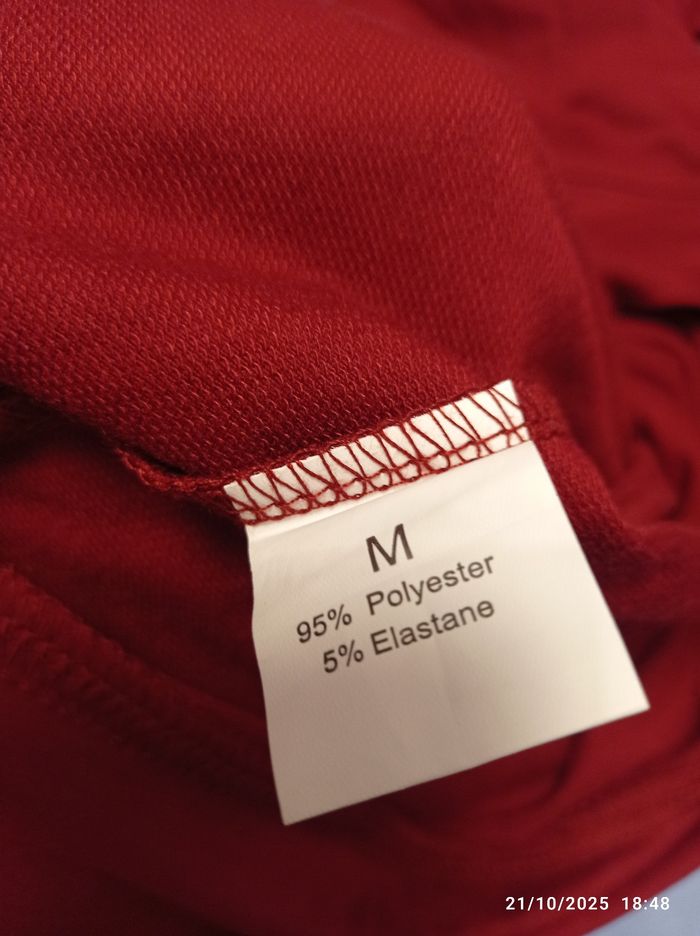 M
95% Polyester
5% Elastane
21/10/2025 18:48